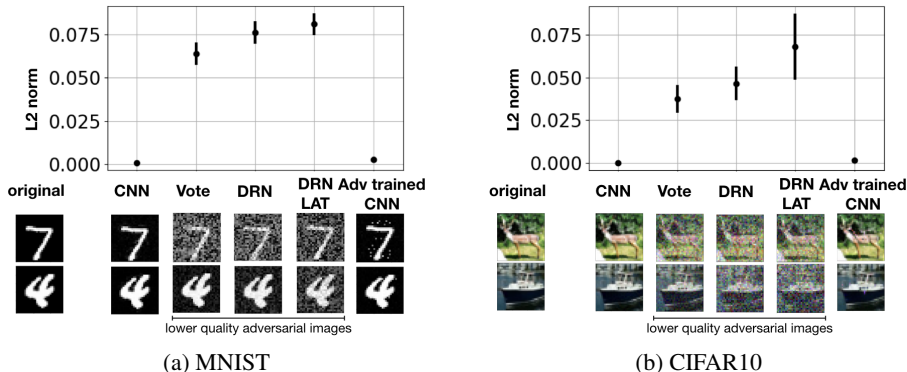 0.075
0.050
0.025
0.000
L2 norm
original
CNN
Vote
DRN
DRN
LAT
Adv trained
CNN
lower quality adversarial images
(a) MNIST
0.075
0.050
0.025
0.000
L2 norm
original
CNN
Vote
DRN
DRN
LAT
Adv trained
CNN
lower quality adversarial images
(b) CIFAR10